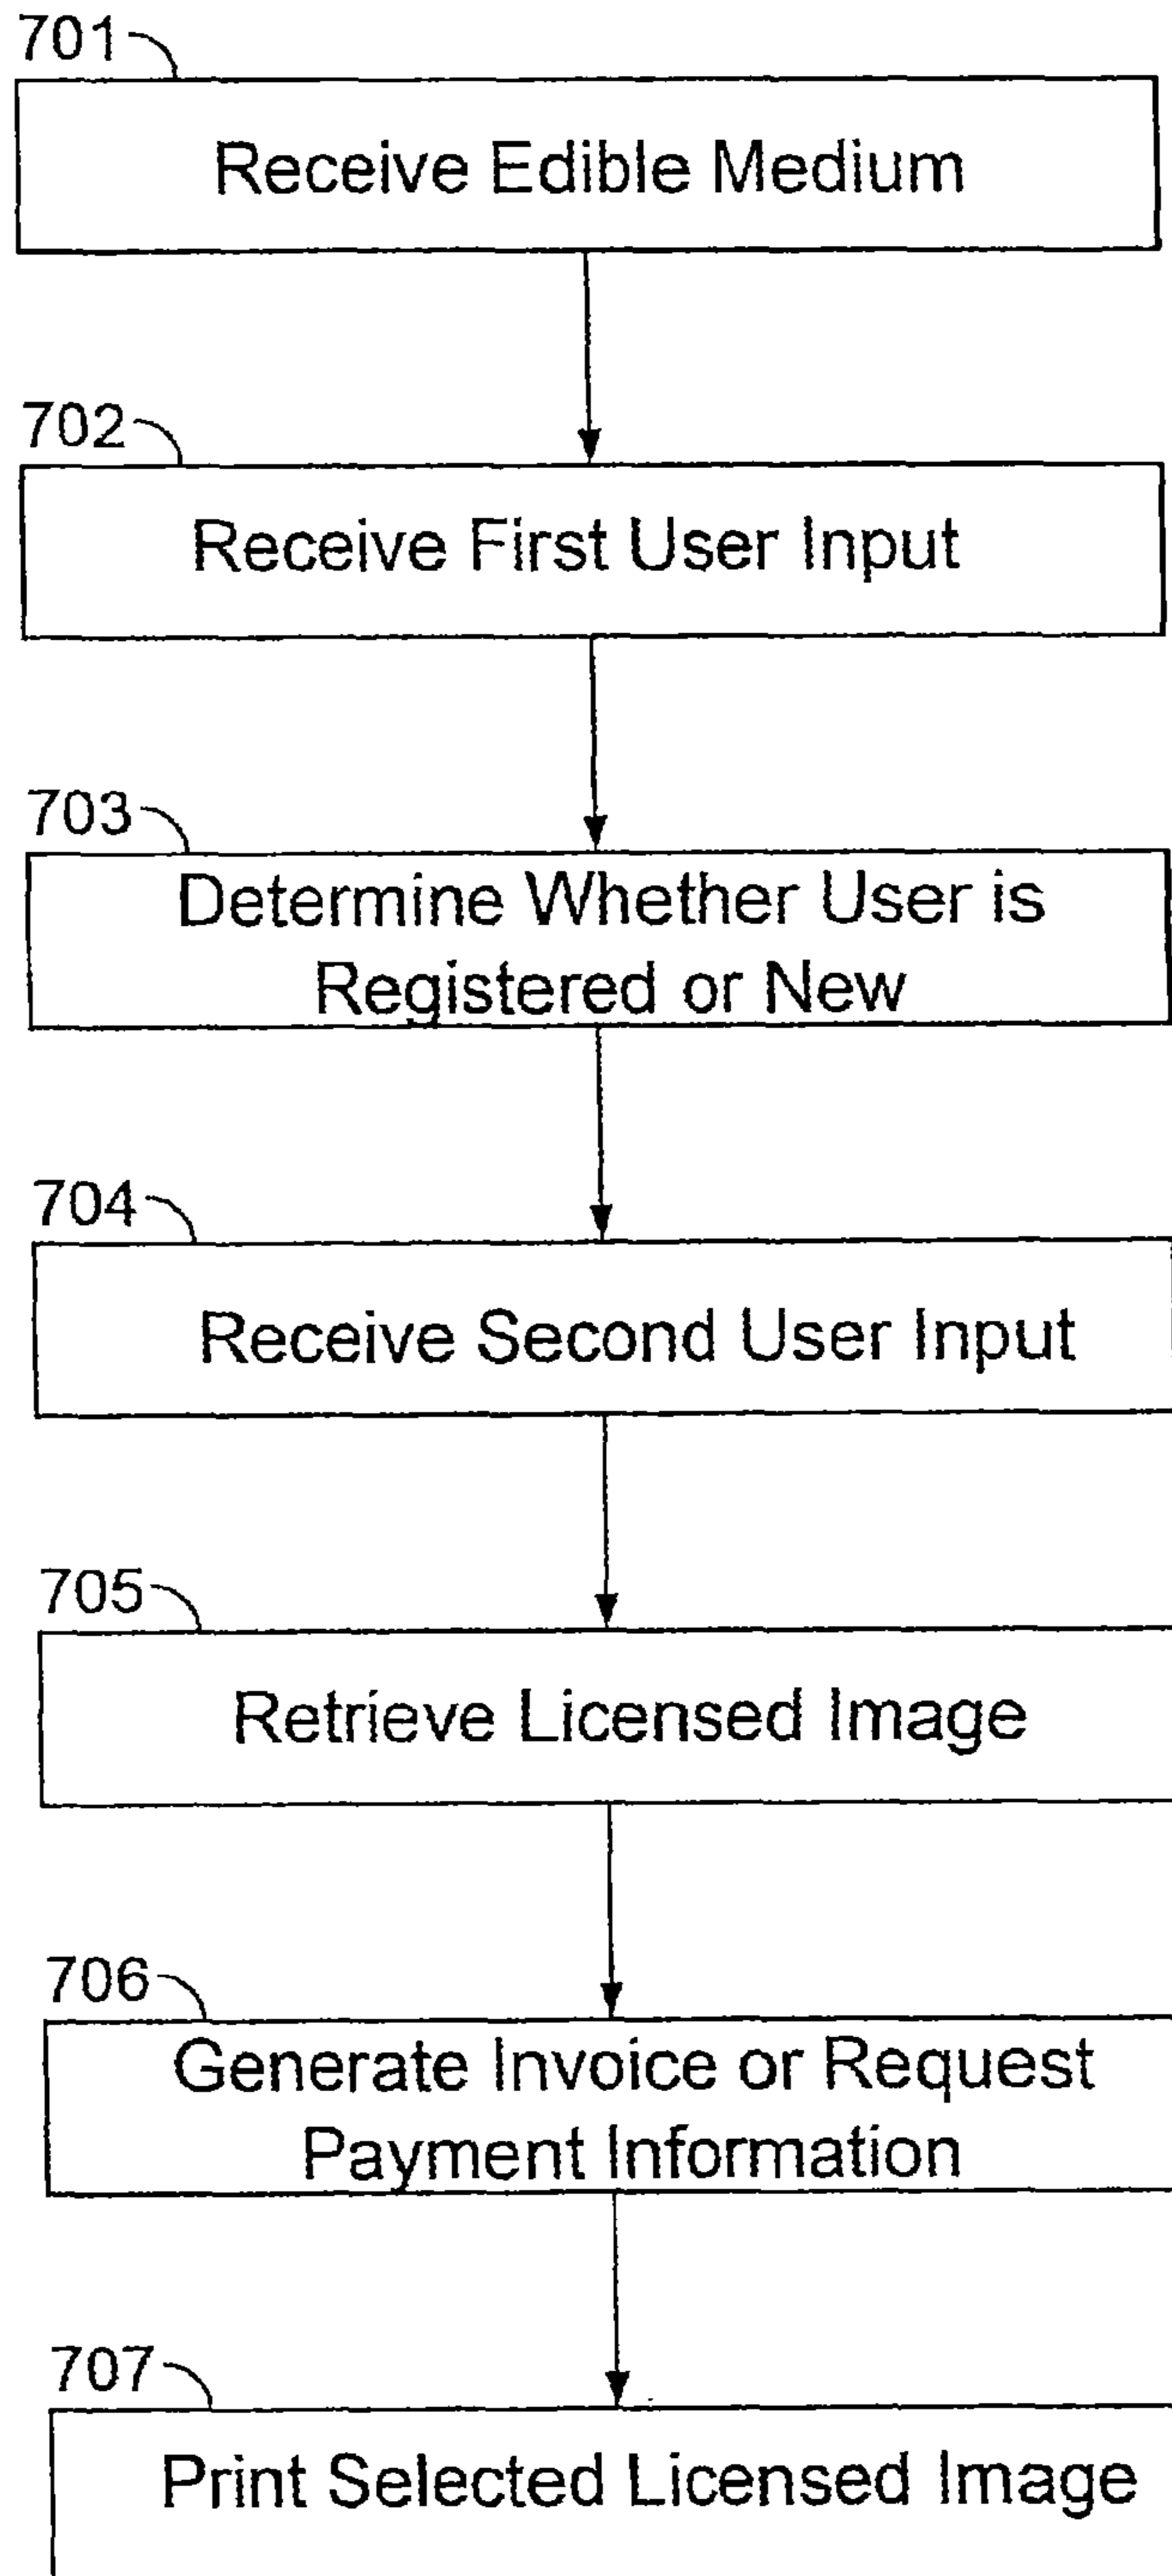 701
Receive Edible Medium
702
Receive First User Input
703
Determine Whether User is
Registered or New
704
Receive Second User Input
705
Retrieve Licensed Image
706
Generate Invoice or Request
Payment Information
707
Print Selected Licensed Image